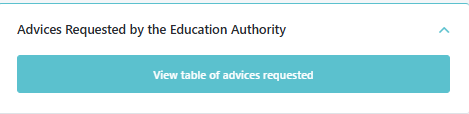 Advices Requested by the Education Authority
View table of advices requested